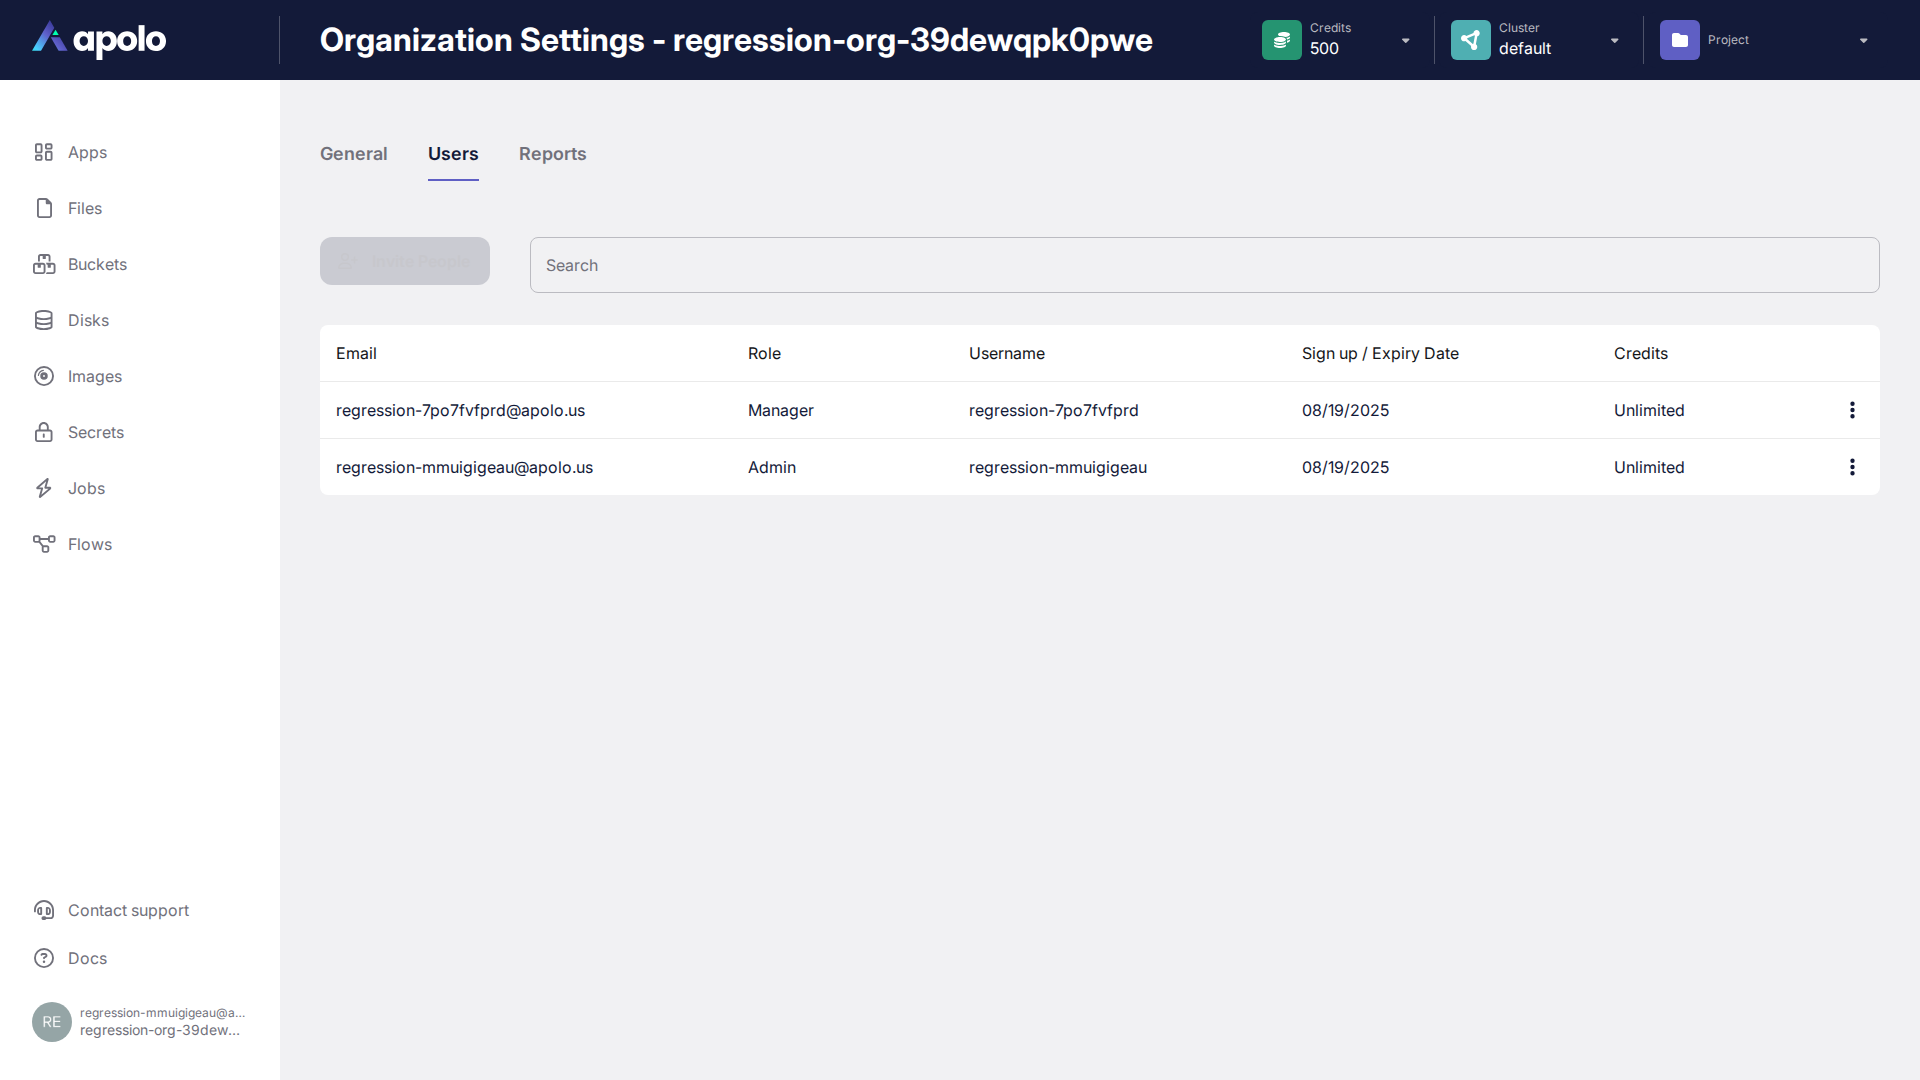 apolo
Organization Settings - regression-org-39dewqpk0pwe
Credits
500
Cluster
default
Project
Apps
Files
Buckets
Disks
Images
Secrets
Jobs
Flows
Contact support
Docs
RE
regression-mmuigigeau@a...
regression-org-39dew...
General
Users
Reports
Search
Email Role Username Sign up / Expiry Date Credits
regression-7po7fvfprd@apolo.us Manager regression-7po7fvfprd 08/19/2025 Unlimited
regression-mmuigigeau@apolo.us Admin regression-mmuigigeau 08/19/2025 Unlimited